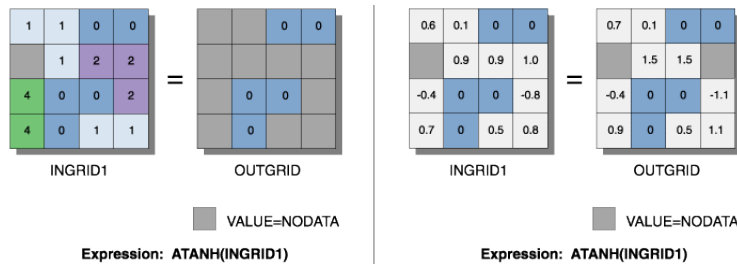 1 1 0 0
1 2 2
4 0 0 2
4 0 1 1
=
0 0
0 0
0
INGRID1 OUTGRID
VALUE=NODATA
Expression: ATANH(INGRID1)
0.6 0.1 0 0
0.9 0.9 1.0
-0.4 0 0 -0.8
0.7 0 0.5 0.8
=
0.7 0.1 0 0
1.5 1.5
-0.4 0 0 -1.1
0.9 0 0.5 1.1
INGRID1 OUTGRID
VALUE=NODATA
Expression: ATANH(INGRID1)